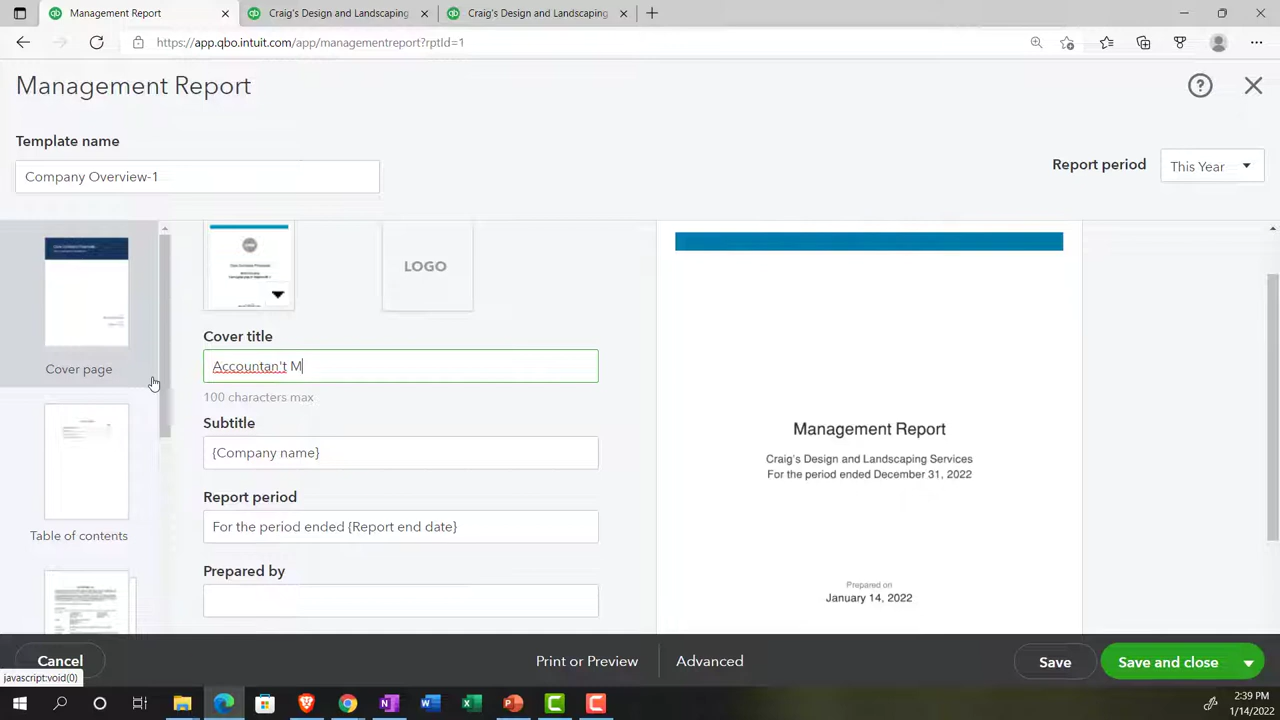 Management Report
Craig's Design and Landscaping
Craig's Design and Landscaping
https://app.qbo.intuit.com/app/managementreport?rptId=1
Management Report
Template name
Company Overview-1
Report period
This Year
LOGO
Cover page
Cover title
Accountan't M
100 characters max
Subtitle
{Company name}
Report period
For the period ended {Report end date}
Prepared by
Table of contents
Management Report
Craig's Design and Landscaping Services
For the period ended December 31, 2022
Prepared on
January 14, 2022
Cancel
Print or Preview
Advanced
Save
Save and close
javascript:void(0)
2:39 PM
1/14/2022